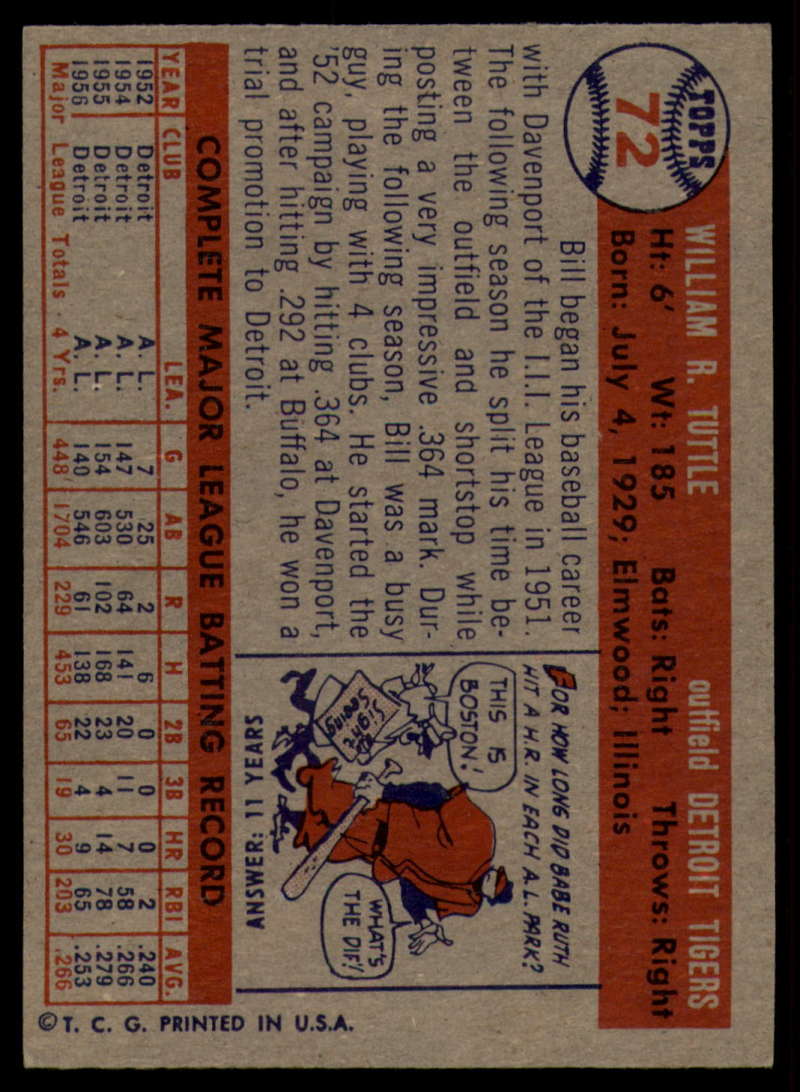 TOPPS
72
WILLIAM R. TUTTLE outfield DETROIT TIGERS
Ht: 6' Wt: 185 Bats: Right Throws: Right
Born: July 4, 1929; Elmwood; Illinois
Bill began his baseball career
with Davenport of the I.I.I. League in 1951.
The following season he split his time be-
tween the outfield and shortstop while
posting a very impressive .364 mark. Dur-
ing the following season, Bill was a busy
guy, playing with 4 clubs. He started the
'52 campaign by hitting .364 at Davenport,
and after hitting .292 at Buffalo, he won a
trial promotion to Detroit.
FOR HOW LONG DID BABE RUTH
HIT A H.R. IN EACH A.L. PARK?
THIS IS
BOSTON!
Sight
Seeing
WHAT'S
THE DIF!
ANSWER: 11 YEARS
COMPLETE MAJOR LEAGUE BATTING RECORD
YEAR CLUB LEA. G AB R H 2B 3B HR RBI AVG.
1952 Detroit A. L. 7 25 2 6 0 0 0 2 .240
1954 Detroit A. L. 147 530 64 141 20 11 7 58 .266
1955 Detroit A. L. 154 603 102 168 23 4 14 78 .279
1956 Detroit A. L. 140 546 61 138 22 4 9 65 .253
Major League Totals · 4 Yrs. 448 1704 229 453 65 19 30 203 .266
© T. C. G. PRINTED IN U.S.A.